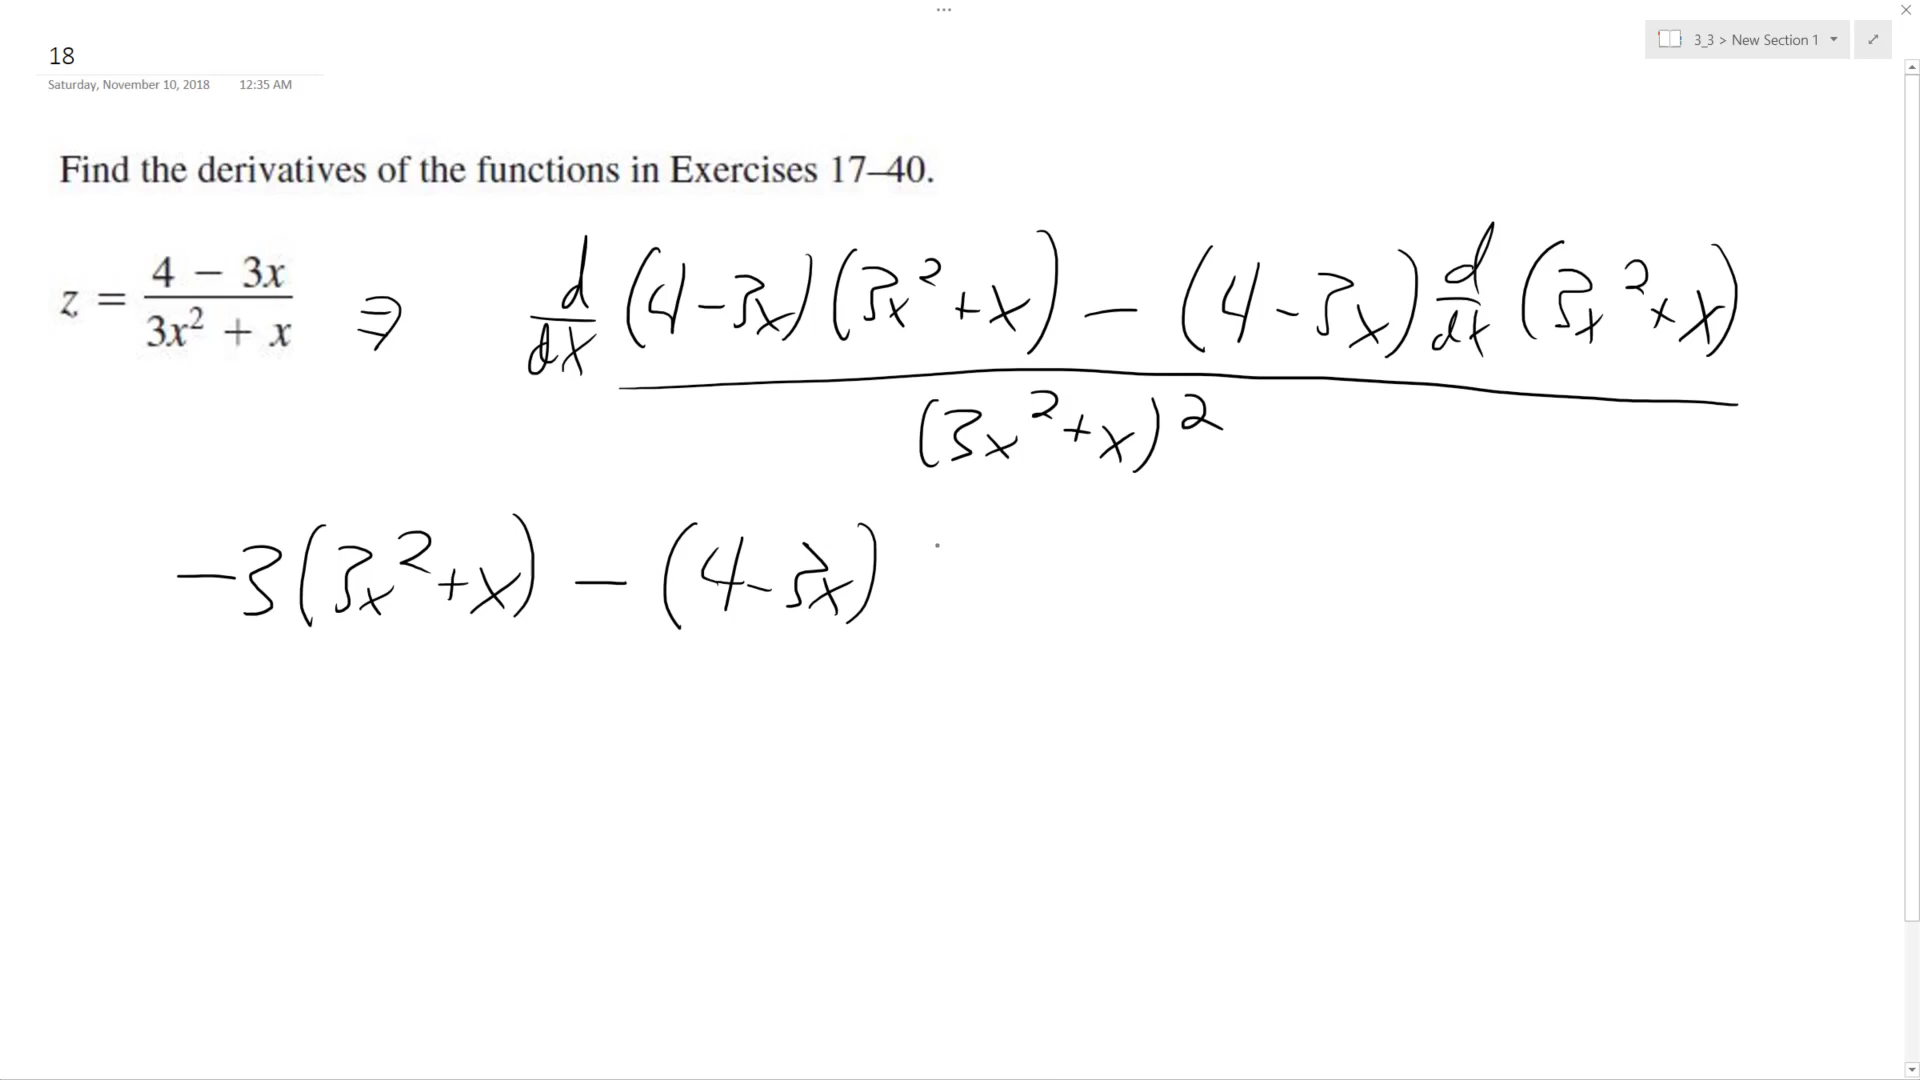 18
3_3 > New Section 1
Saturday, November 10, 2018 12:35 AM
Find the derivatives of the functions in Exercises 17–40.
z = (4 − 3x)/(3x² + x) ⇒ (d/dx (4-3x)(3x²+x) − (4-3x) d/dx (3x²+x))/(3x²+x)²
−3(3x²+x) − (4-3x)